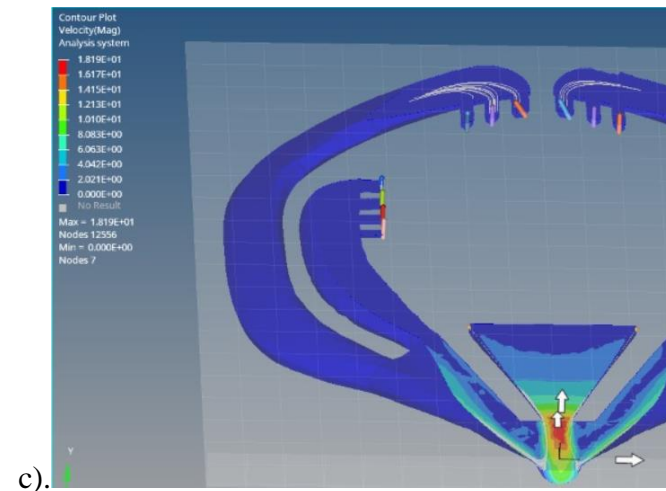 Contour Plot
Velocity(Mag)
Analysis system
1.819E+01
1.617E+01
1.415E+01
1.213E+01
1.010E+01
8.083E+00
6.063E+00
4.042E+00
2.021E+00
0.000E+00
No Result
Max = 1.819E+01
Nodes 12556
Min = 0.000E+00
Nodes 7
Y
c).